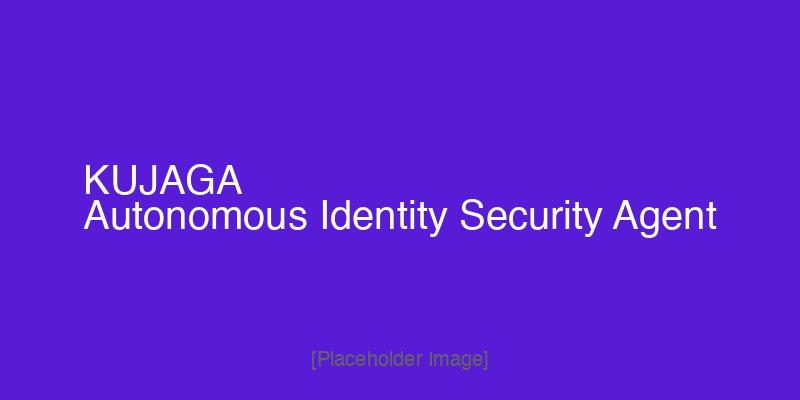 KUJAGA
Autonomous Identity Security Agent
[Placeholder Image]